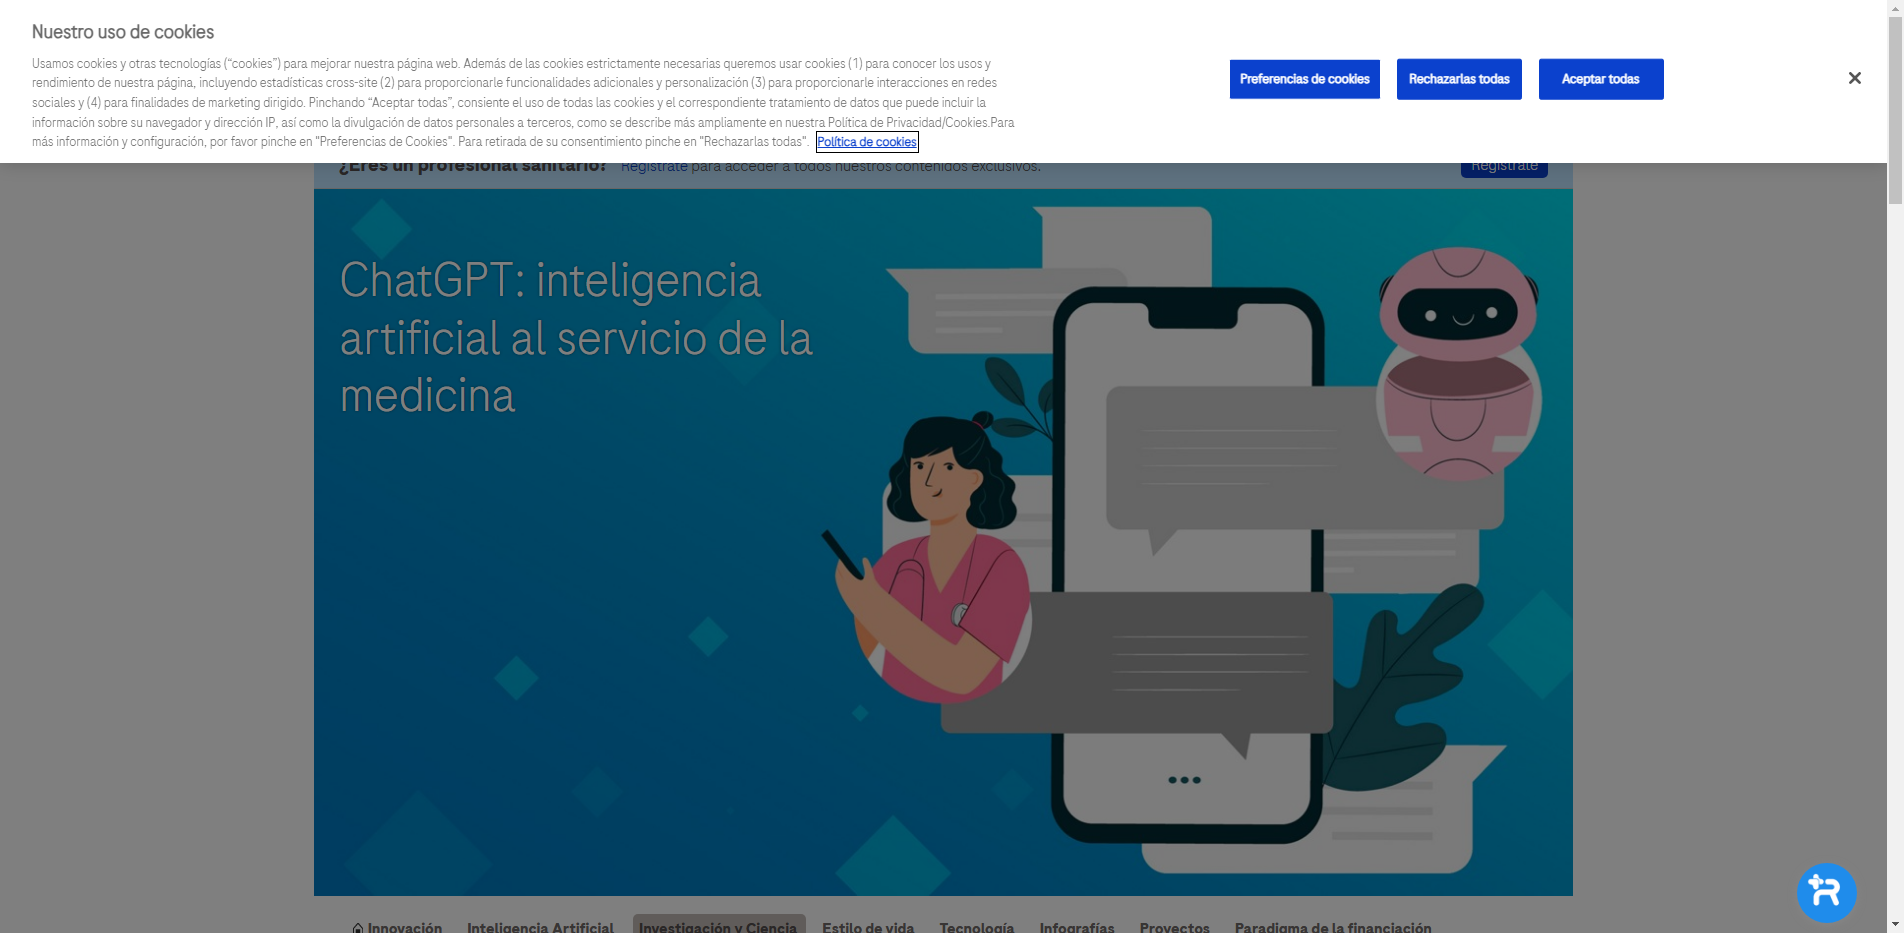 Nuestro uso de cookies
Usamos cookies y otras tecnologías (“cookies”) para mejorar nuestra página web. Además de las cookies estrictamente necesarias queremos usar cookies (1) para conocer los usos y
rendimiento de nuestra página, incluyendo estadísticas cross-site (2) para proporcionarle funcionalidades adicionales y personalización (3) para proporcionarle interacciones en redes
sociales y (4) para finalidades de marketing dirigido. Pinchando “Aceptar todas”, consiente el uso de todas las cookies y el correspondiente tratamiento de datos que puede incluir la
información sobre su navegador y dirección IP, así como la divulgación de datos personales a terceros, como se describe más ampliamente en nuestra Política de Privacidad/Cookies.Para
más información y configuración, por favor pinche en "Preferencias de Cookies". Para retirada de su consentimiento pinche en "Rechazarlas todas". Política de cookies
Preferencias de cookies Rechazarlas todas Aceptar todas
¿Eres un profesional sanitario? Regístrate para acceder a todos nuestros contenidos exclusivos. Regístrate
ChatGPT: inteligencia
artificial al servicio de la
medicina
Innovación Inteligencia Artificial Investigación y Ciencia Estilo de vida Tecnología Infografías Proyectos Paradigma de la financiación